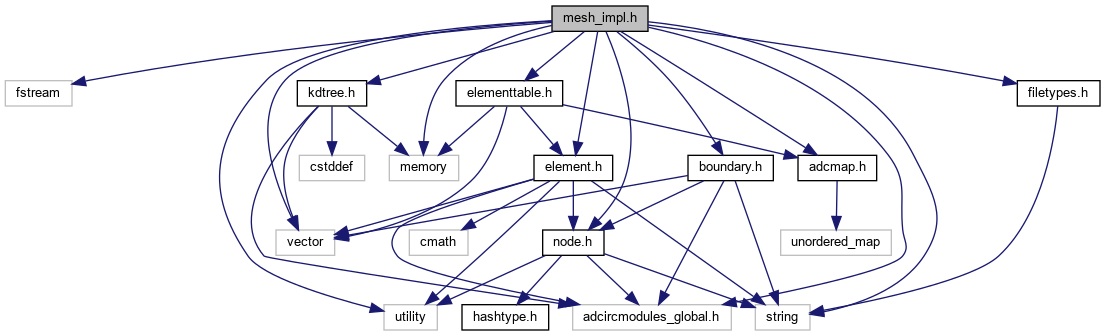 mesh_impl.h
fstream
kdtree.h
elementtable.h
filetypes.h
cstddef
memory
element.h
boundary.h
adcmap.h
vector
cmath
node.h
unordered_map
utility
hashtype.h
adcircmodules_global.h
string